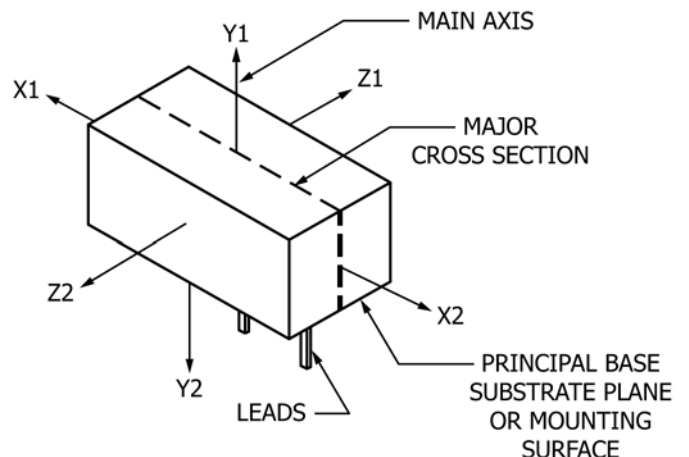 MAIN AXIS
Y1
Z1
X1
MAJOR
CROSS SECTION
Z2
X2
Y2
LEADS
PRINCIPAL BASE
SUBSTRATE PLANE
OR MOUNTING
SURFACE